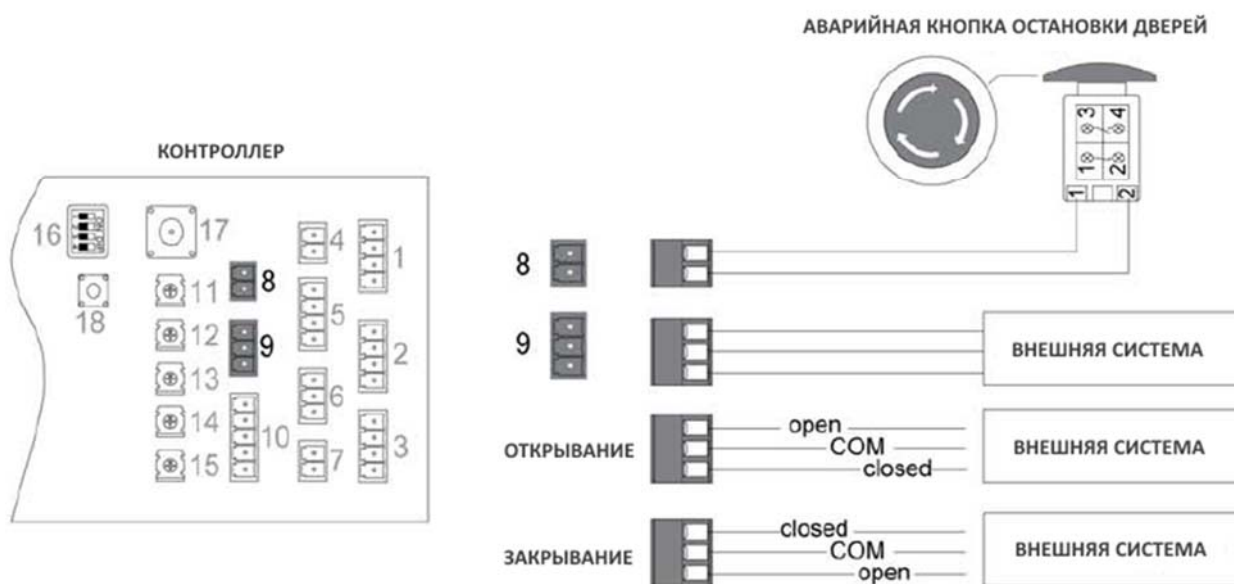 АВАРИЙНАЯ КНОПКА ОСТАНОВКИ ДВЕРЕЙ
3 4
1 2
1 2
КОНТРОЛЛЕР
16
17
18
11
12
13
14
15
8
9
10
4
5
6
7
1
2
3
8
9
ВНЕШНЯЯ СИСТЕМА
ОТКРЫВАНИЕ
open
COM
closed
ВНЕШНЯЯ СИСТЕМА
ЗАКРЫВАНИЕ
closed
COM
open
ВНЕШНЯЯ СИСТЕМА